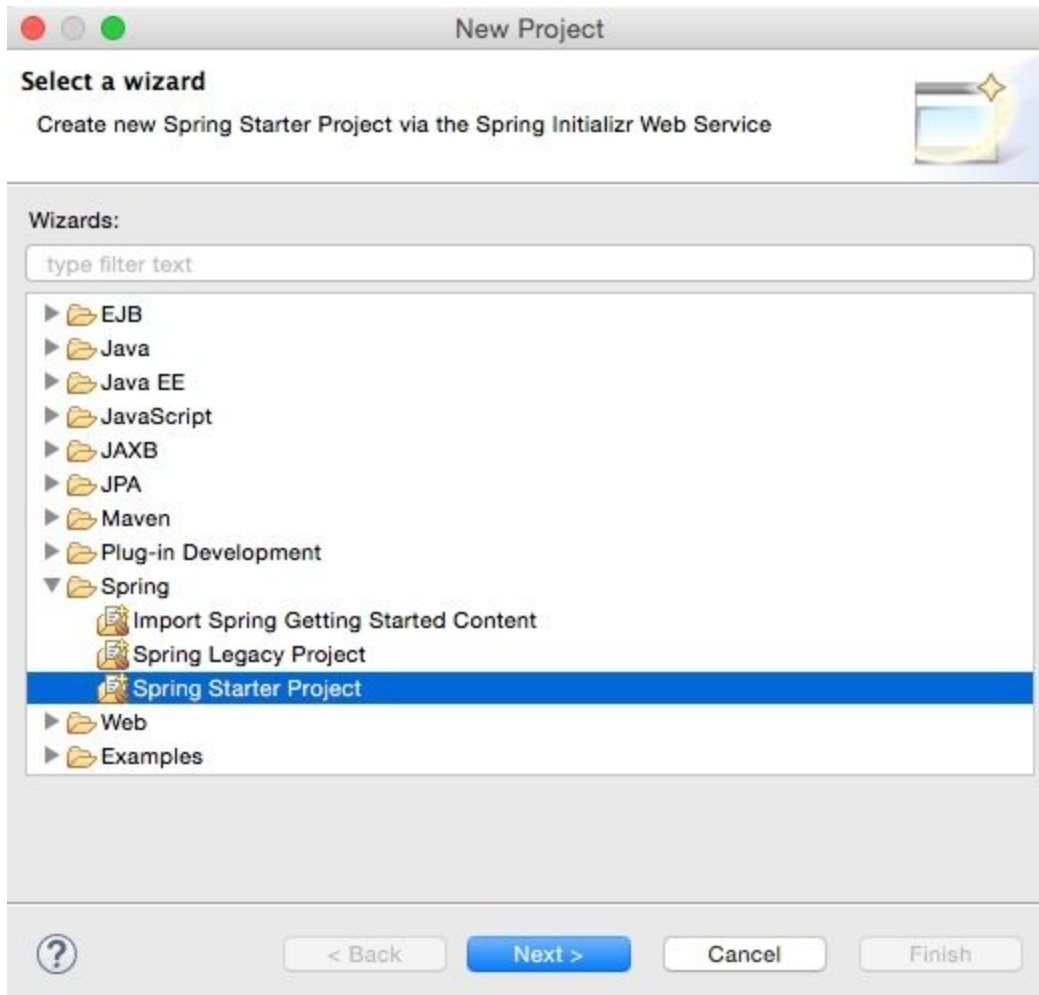 New Project
Select a wizard
Create new Spring Starter Project via the Spring Initializr Web Service
Wizards:
type filter text
EJB
Java
Java EE
JavaScript
JAXB
JPA
Maven
Plug-in Development
Spring
Import Spring Getting Started Content
Spring Legacy Project
Spring Starter Project
Web
Examples
?
< Back
Next >
Cancel
Finish